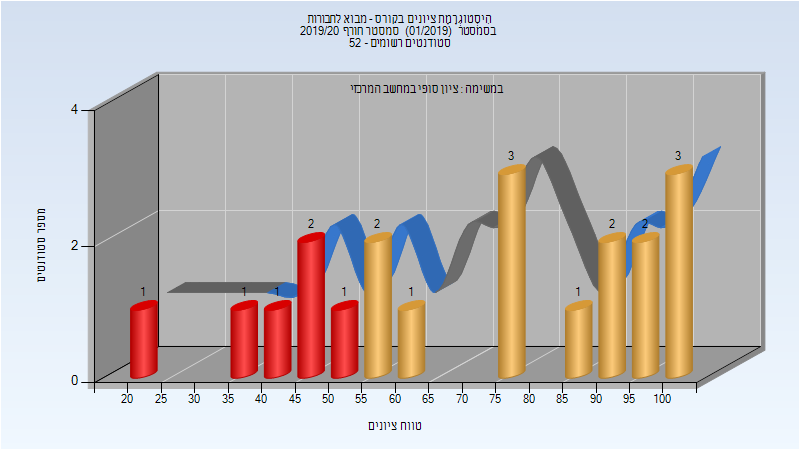 היסטוגרמת ציונים בקורס - מבוא לחבורות
בסמסטר (01/2019) סמסטר חורף 2019/20
סטודנטים רשומים - 52
במשימה : ציון סופי במחשב המרכזי
מספר סטודנטים
4
2
0
1
1
1
2
1
2
1
3
1
2
2
3
20 25 30 35 40 45 50 55 60 65 70 75 80 85 90 95 100
טווח ציונים